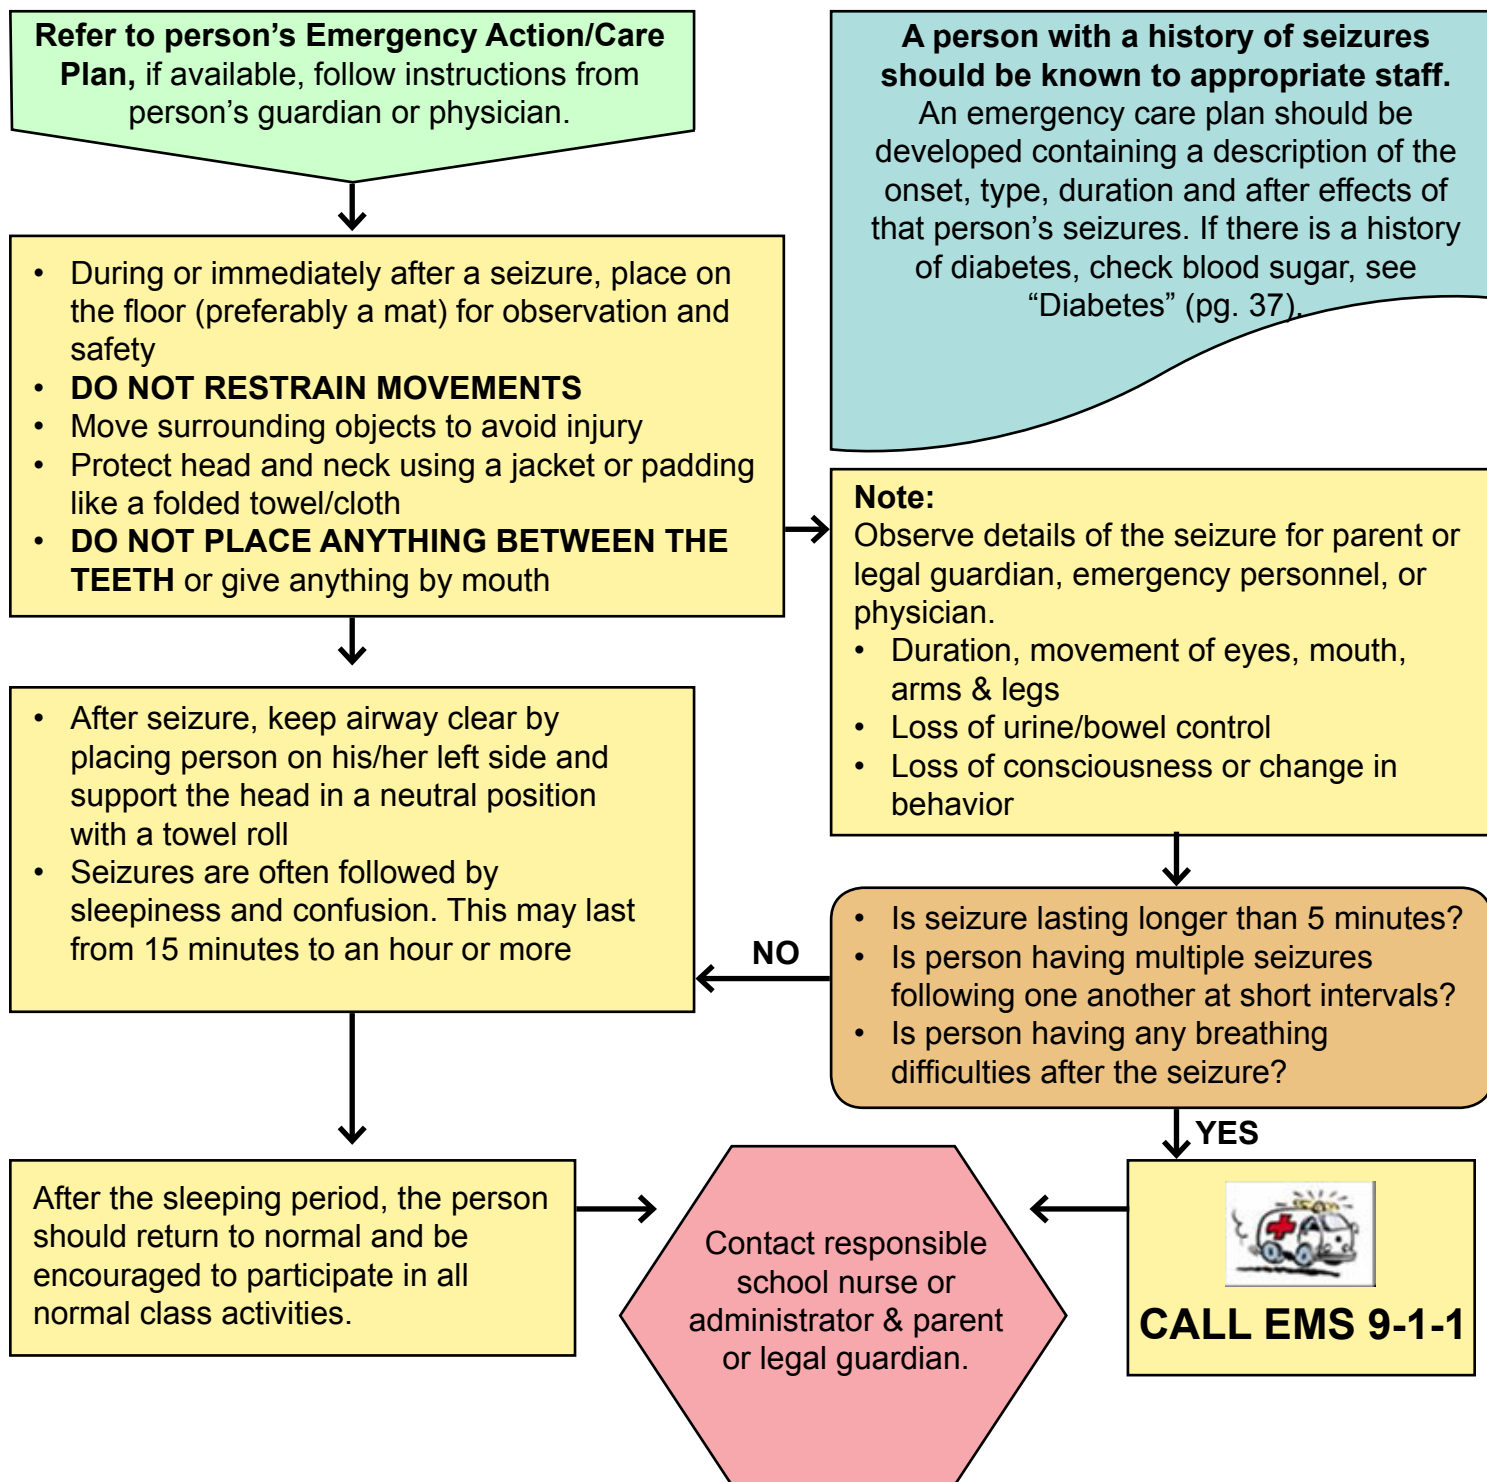 Refer to person's Emergency Action/Care
Plan, if available, follow instructions from
person's guardian or physician.
A person with a history of seizures
should be known to appropriate staff.
An emergency care plan should be
developed containing a description of the
onset, type, duration and after effects of
that person's seizures. If there is a history
of diabetes, check blood sugar, see
“Diabetes” (pg. 37).
• During or immediately after a seizure, place on
the floor (preferably a mat) for observation and
safety
• DO NOT RESTRAIN MOVEMENTS
• Move surrounding objects to avoid injury
• Protect head and neck using a jacket or padding
like a folded towel/cloth
• DO NOT PLACE ANYTHING BETWEEN THE
TEETH or give anything by mouth
Note:
Observe details of the seizure for parent or
legal guardian, emergency personnel, or
physician.
• Duration, movement of eyes, mouth,
arms & legs
• Loss of urine/bowel control
• Loss of consciousness or change in
behavior
• After seizure, keep airway clear by
placing person on his/her left side and
support the head in a neutral position
with a towel roll
• Seizures are often followed by
sleepiness and confusion. This may last
from 15 minutes to an hour or more
NO
• Is seizure lasting longer than 5 minutes?
• Is person having multiple seizures
following one another at short intervals?
• Is person having any breathing
difficulties after the seizure?
YES
After the sleeping period, the person
should return to normal and be
encouraged to participate in all
normal class activities.
Contact responsible
school nurse or
administrator & parent
or legal guardian.
CALL EMS 9-1-1